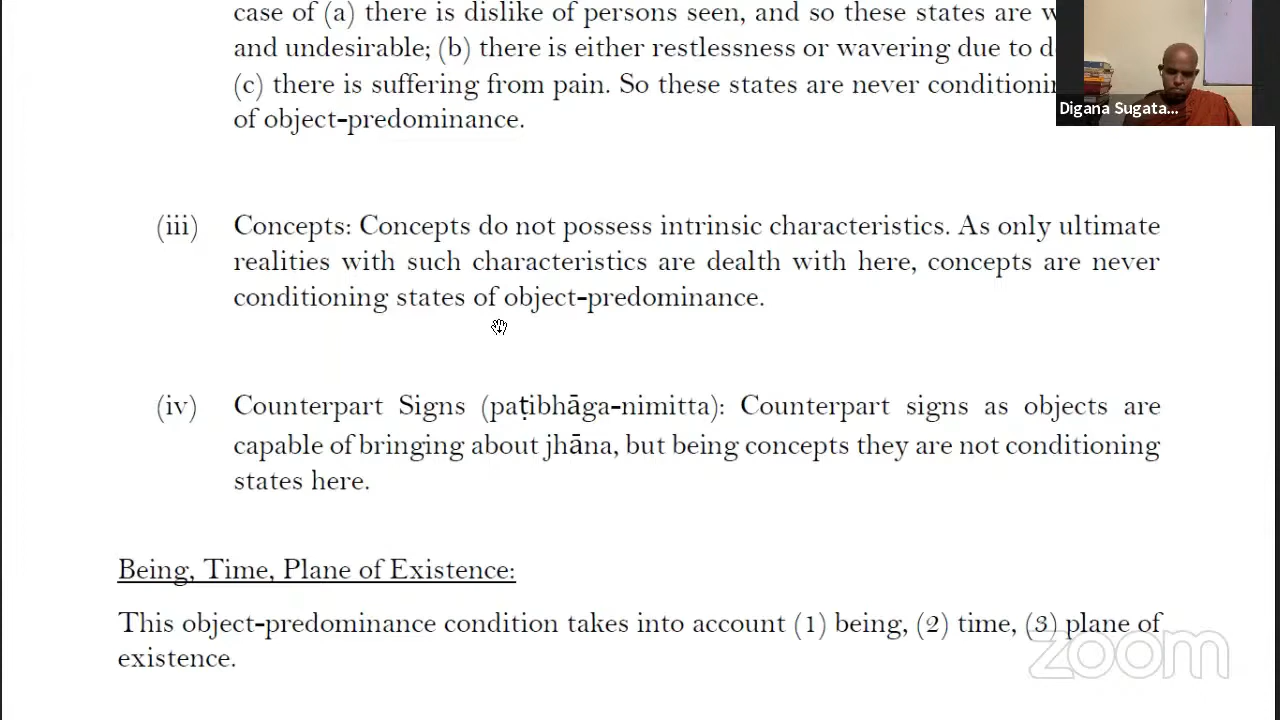 case of (a) there is dislike of persons seen, and so these states are
and undesirable; (b) there is either restlessness or wavering due to
(c) there is suffering from pain. So these states are never
of object-predominance.
Digana Sugata...
(iii) Concepts: Concepts do not possess intrinsic characteristics. As only ultimate
realities with such characteristics are dealth with here, concepts are never
conditioning states of object-predominance.
(iv) Counterpart Signs (paṭibhāga-nimitta): Counterpart signs as objects are
capable of bringing about jhāna, but being concepts they are not conditioning
states here.
Being, Time, Plane of Existence:
This object-predominance condition takes into account (1) being, (2) time, (3) plane of
existence.
zoom